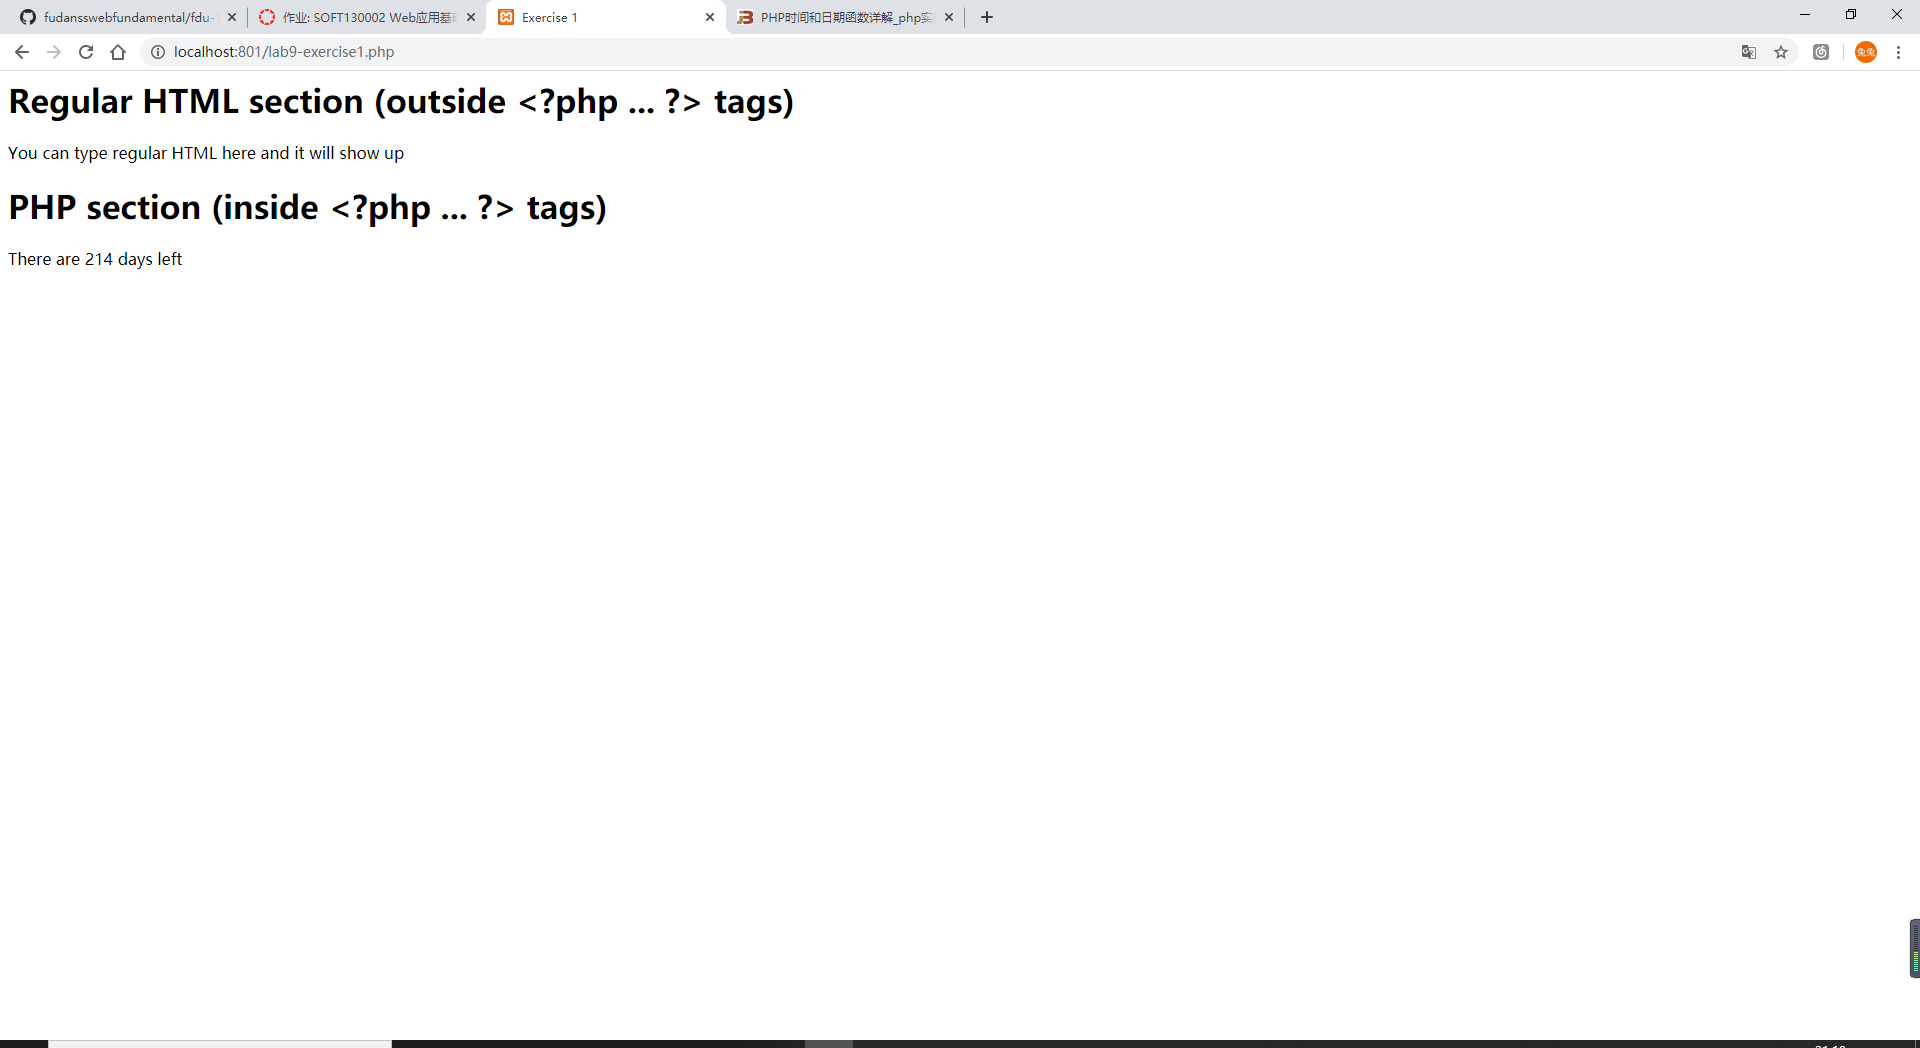 fudansswebfundamental/fdu-
作业: SOFT130002 Web应用基
Exercise 1
PHP时间和日期函数详解_php实
localhost:801/lab9-exercise1.php
兔兔
Regular HTML section (outside <?php ... ?> tags)
You can type regular HTML here and it will show up
PHP section (inside <?php ... ?> tags)
There are 214 days left